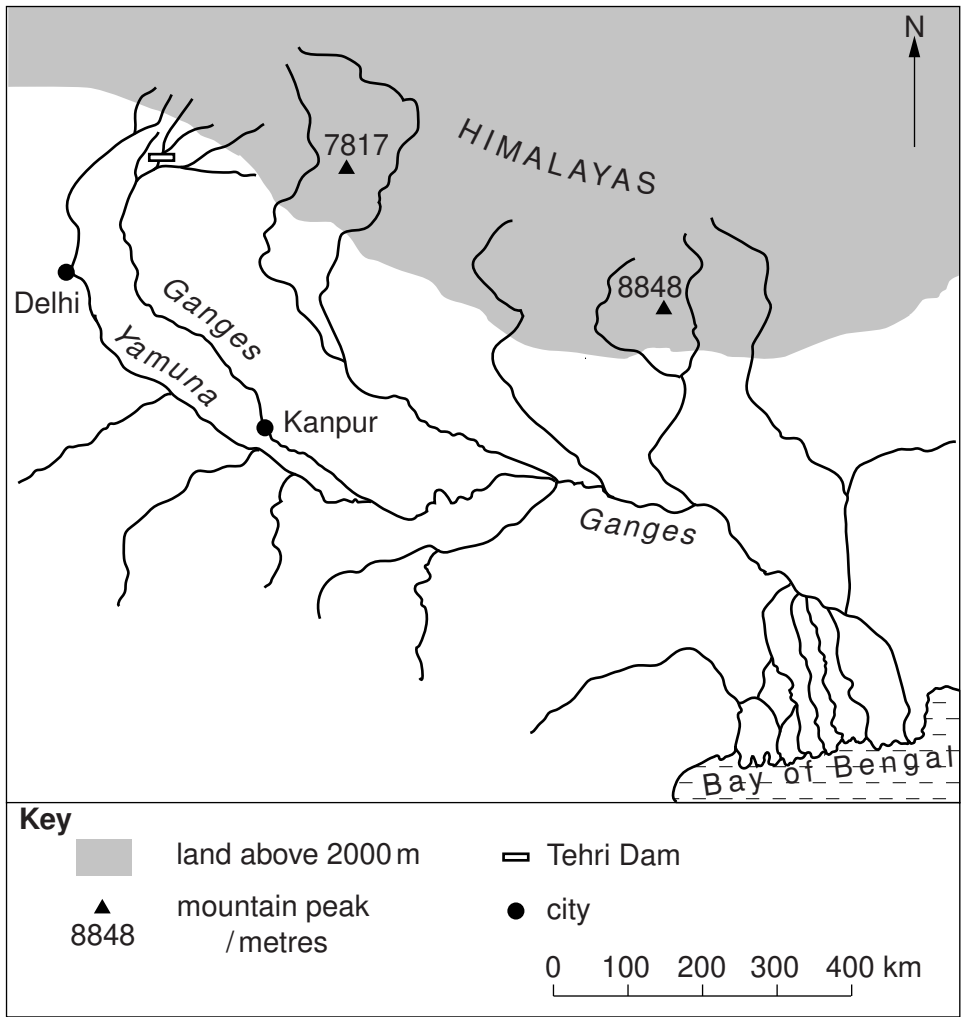 N
HIMALAYAS
7817
8848
Delhi
Ganges
Yamuna
Kanpur
Ganges
Bay of Bengal
Key
land above 2000 m
Tehri Dam
mountain peak
/ metres
8848
city
0 100 200 300 400 km